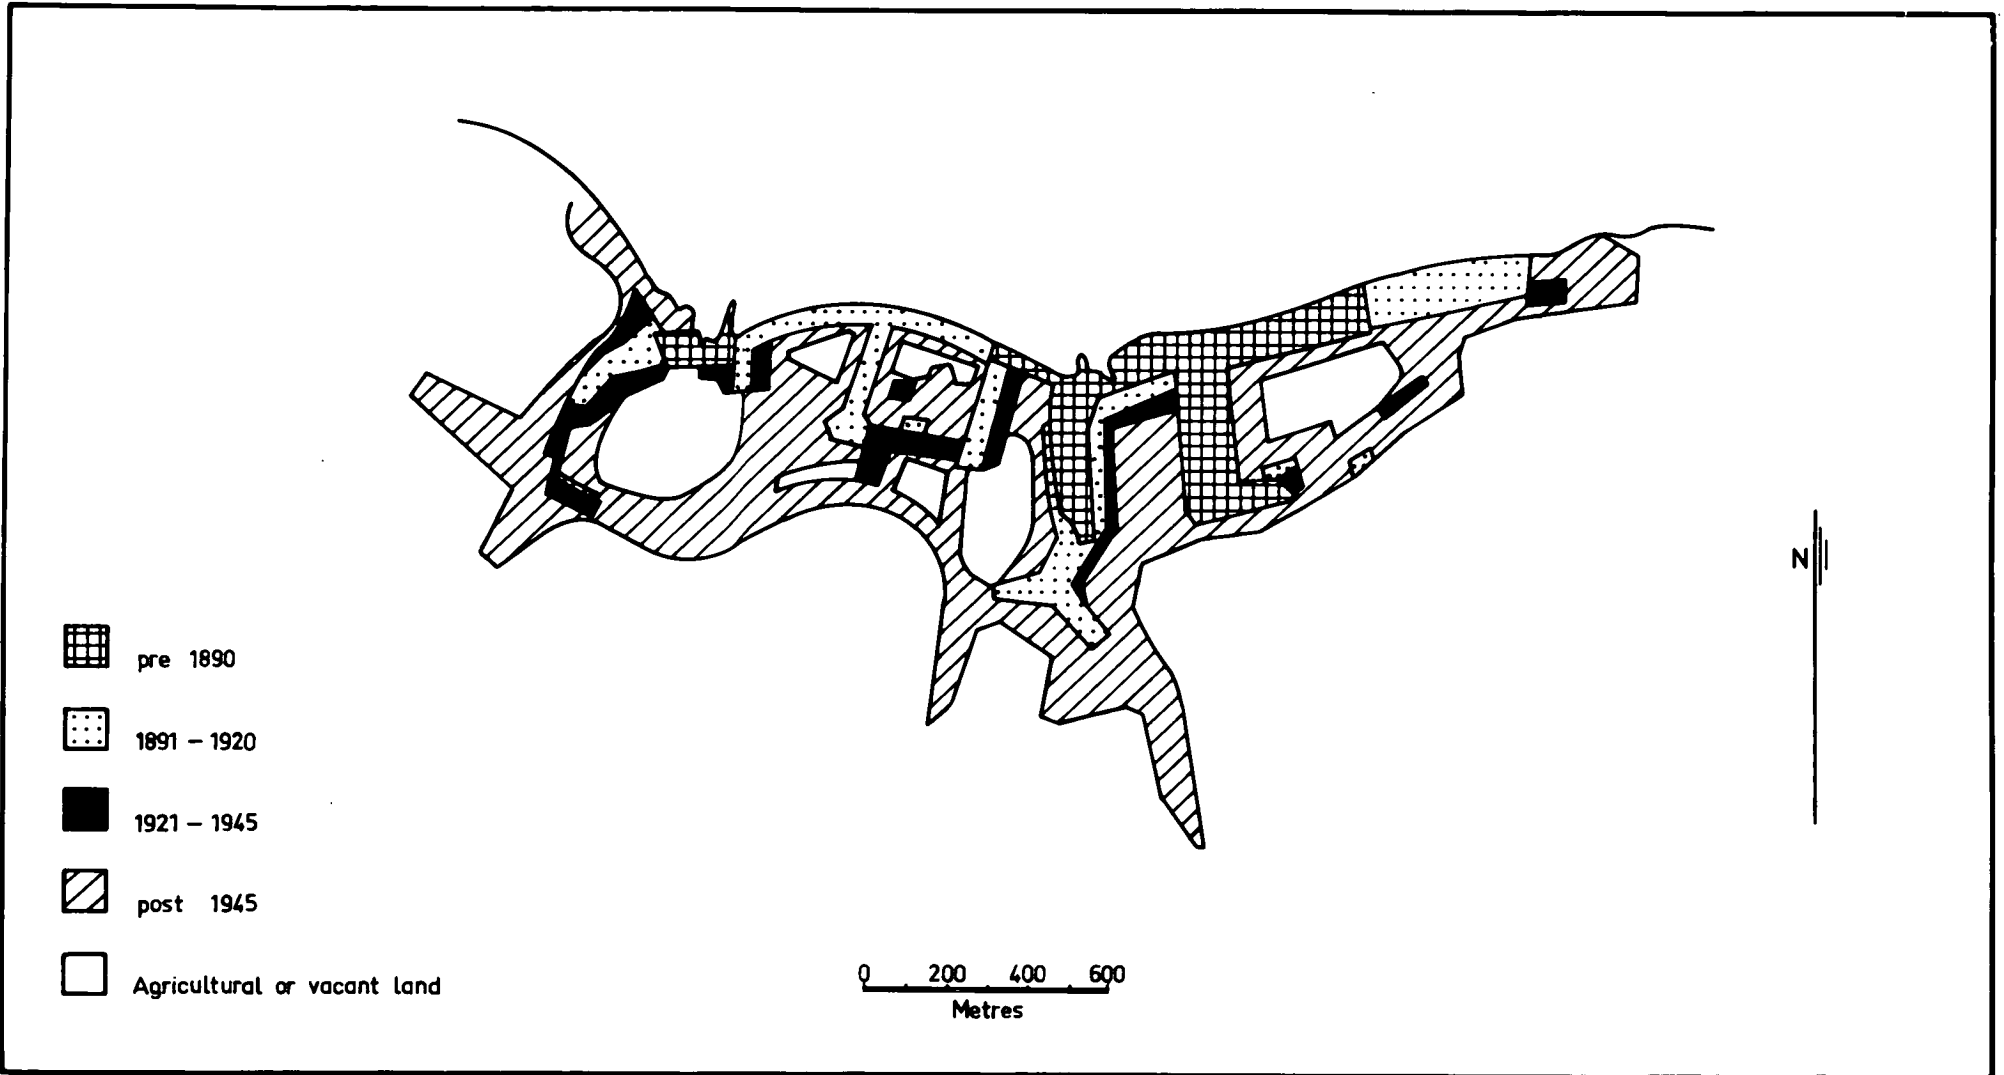 N
pre 1890
1891 – 1920
1921 – 1945
post 1945
Agricultural or vacant land
0 200 400 600
Metres